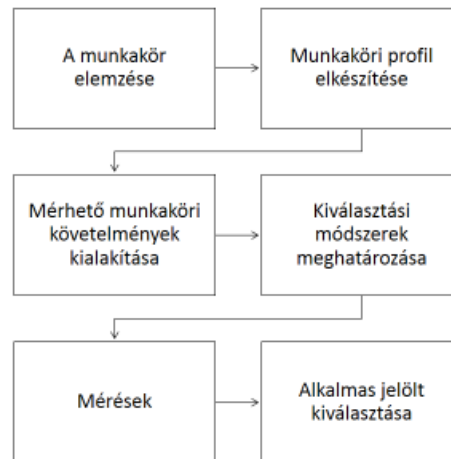 A munkakör
elemzése
Munkaköri profil
elkészítése
Mérhető munkaköri
követelmények
kialakítása
Kiválasztási
módszerek
meghatározása
Mérések
Alkalmas jelölt
kiválasztása